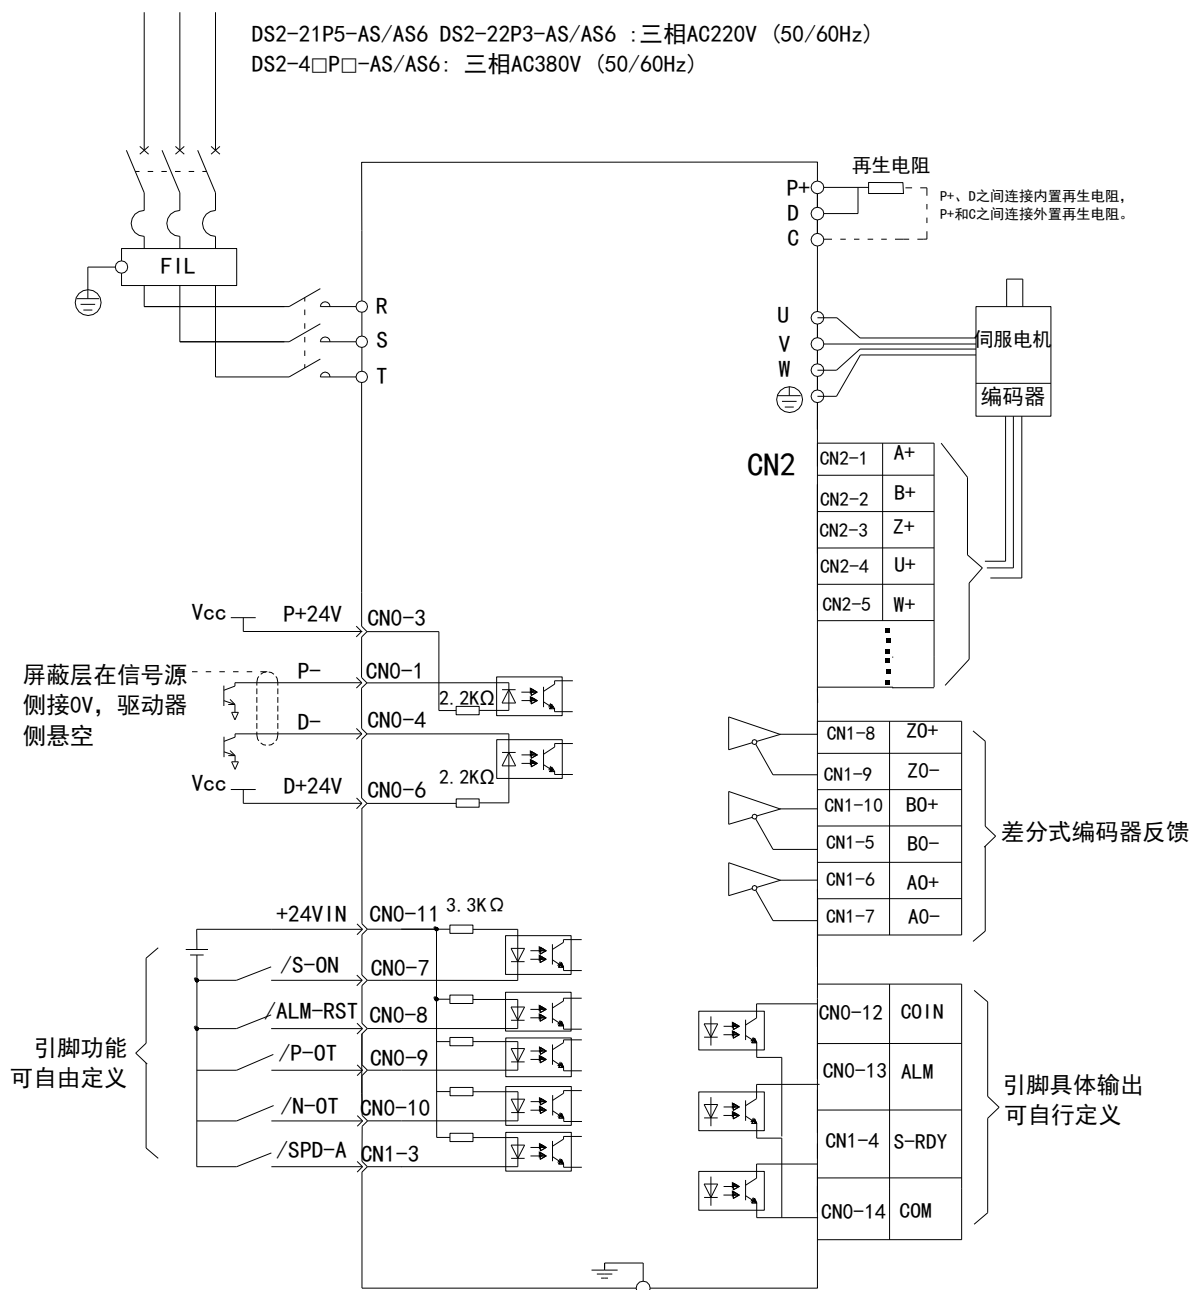 DS2-21P5-AS/AS6 DS2-22P3-AS/AS6 :三相AC220V (50/60Hz)
DS2-4□P□-AS/AS6: 三相AC380V (50/60Hz)
FIL
R
S
T
再生电阻
P+
D
C
P+、D之间连接内置再生电阻,
P+和C之间连接外置再生电阻。
U
V
W
伺服电机
编码器
CN2
CN2-1 A+
CN2-2 B+
CN2-3 Z+
CN2-4 U+
CN2-5 W+
Vcc P+24V CN0-3
P- CN0-1
2.2KΩ
屏蔽层在信号源
侧接0V, 驱动器
侧悬空
D- CN0-4
2.2KΩ
Vcc D+24V CN0-6
CN1-8 ZO+
CN1-9 ZO-
CN1-10 BO+
CN1-5 BO-
CN1-6 AO+
CN1-7 AO-
差分式编码器反馈
+24VIN CN0-11 3.3KΩ
/S-ON CN0-7
/ALM-RST CN0-8
/P-OT CN0-9
/N-OT CN0-10
/SPD-A CN1-3
引脚功能
可自由定义
CN0-12 COIN
CN0-13 ALM
CN1-4 S-RDY
CN0-14 COM
引脚具体输出
可自行定义